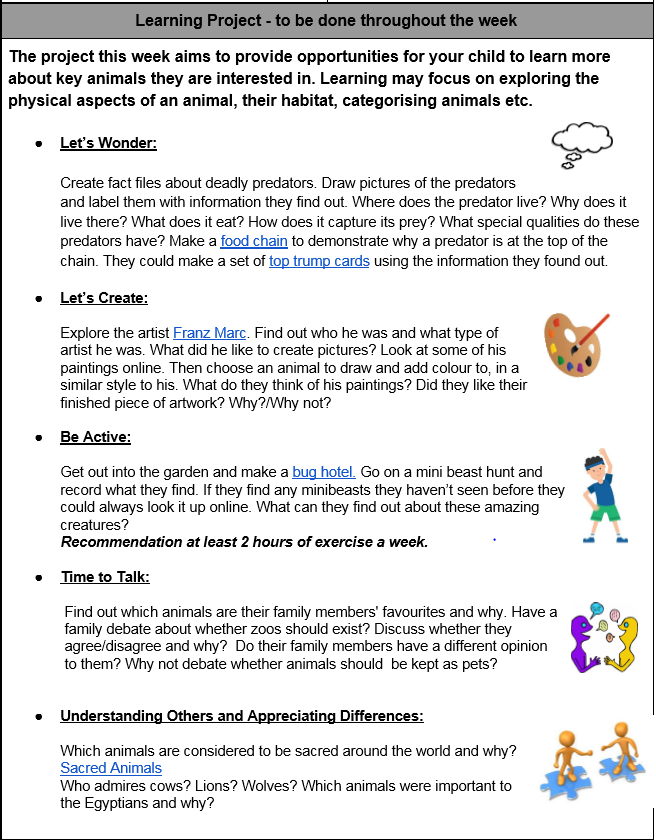 Learning Project - to be done throughout the week
The project this week aims to provide opportunities for your child to learn more
about key animals they are interested in. Learning may focus on exploring the
physical aspects of an animal, their habitat, categorising animals etc.
● Let's Wonder:
Create fact files about deadly predators. Draw pictures of the predators
and label them with information they find out. Where does the predator live? Why does it
live there? What does it eat? How does it capture its prey? What special qualities do these
predators have? Make a food chain to demonstrate why a predator is at the top of the
chain. They could make a set of top trump cards using the information they found out.
● Let's Create:
Explore the artist Franz Marc. Find out who he was and what type of
artist he was. What did he like to create pictures? Look at some of his
paintings online. Then choose an animal to draw and add colour to, in a
similar style to his. What do they think of his paintings? Did they like their
finished piece of artwork? Why?/Why not?
● Be Active:
Get out into the garden and make a bug hotel. Go on a mini beast hunt and
record what they find. If they find any minibeasts they haven't seen before they
could always look it up online. What can they find out about these amazing
creatures?
Recommendation at least 2 hours of exercise a week.
● Time to Talk:
Find out which animals are their family members' favourites and why. Have a
family debate about whether zoos should exist? Discuss whether they
agree/disagree and why? Do their family members have a different opinion
to them? Why not debate whether animals should be kept as pets?
● Understanding Others and Appreciating Differences:
Which animals are considered to be sacred around the world and why?
Sacred Animals
Who admires cows? Lions? Wolves? Which animals were important to
the Egyptians and why?